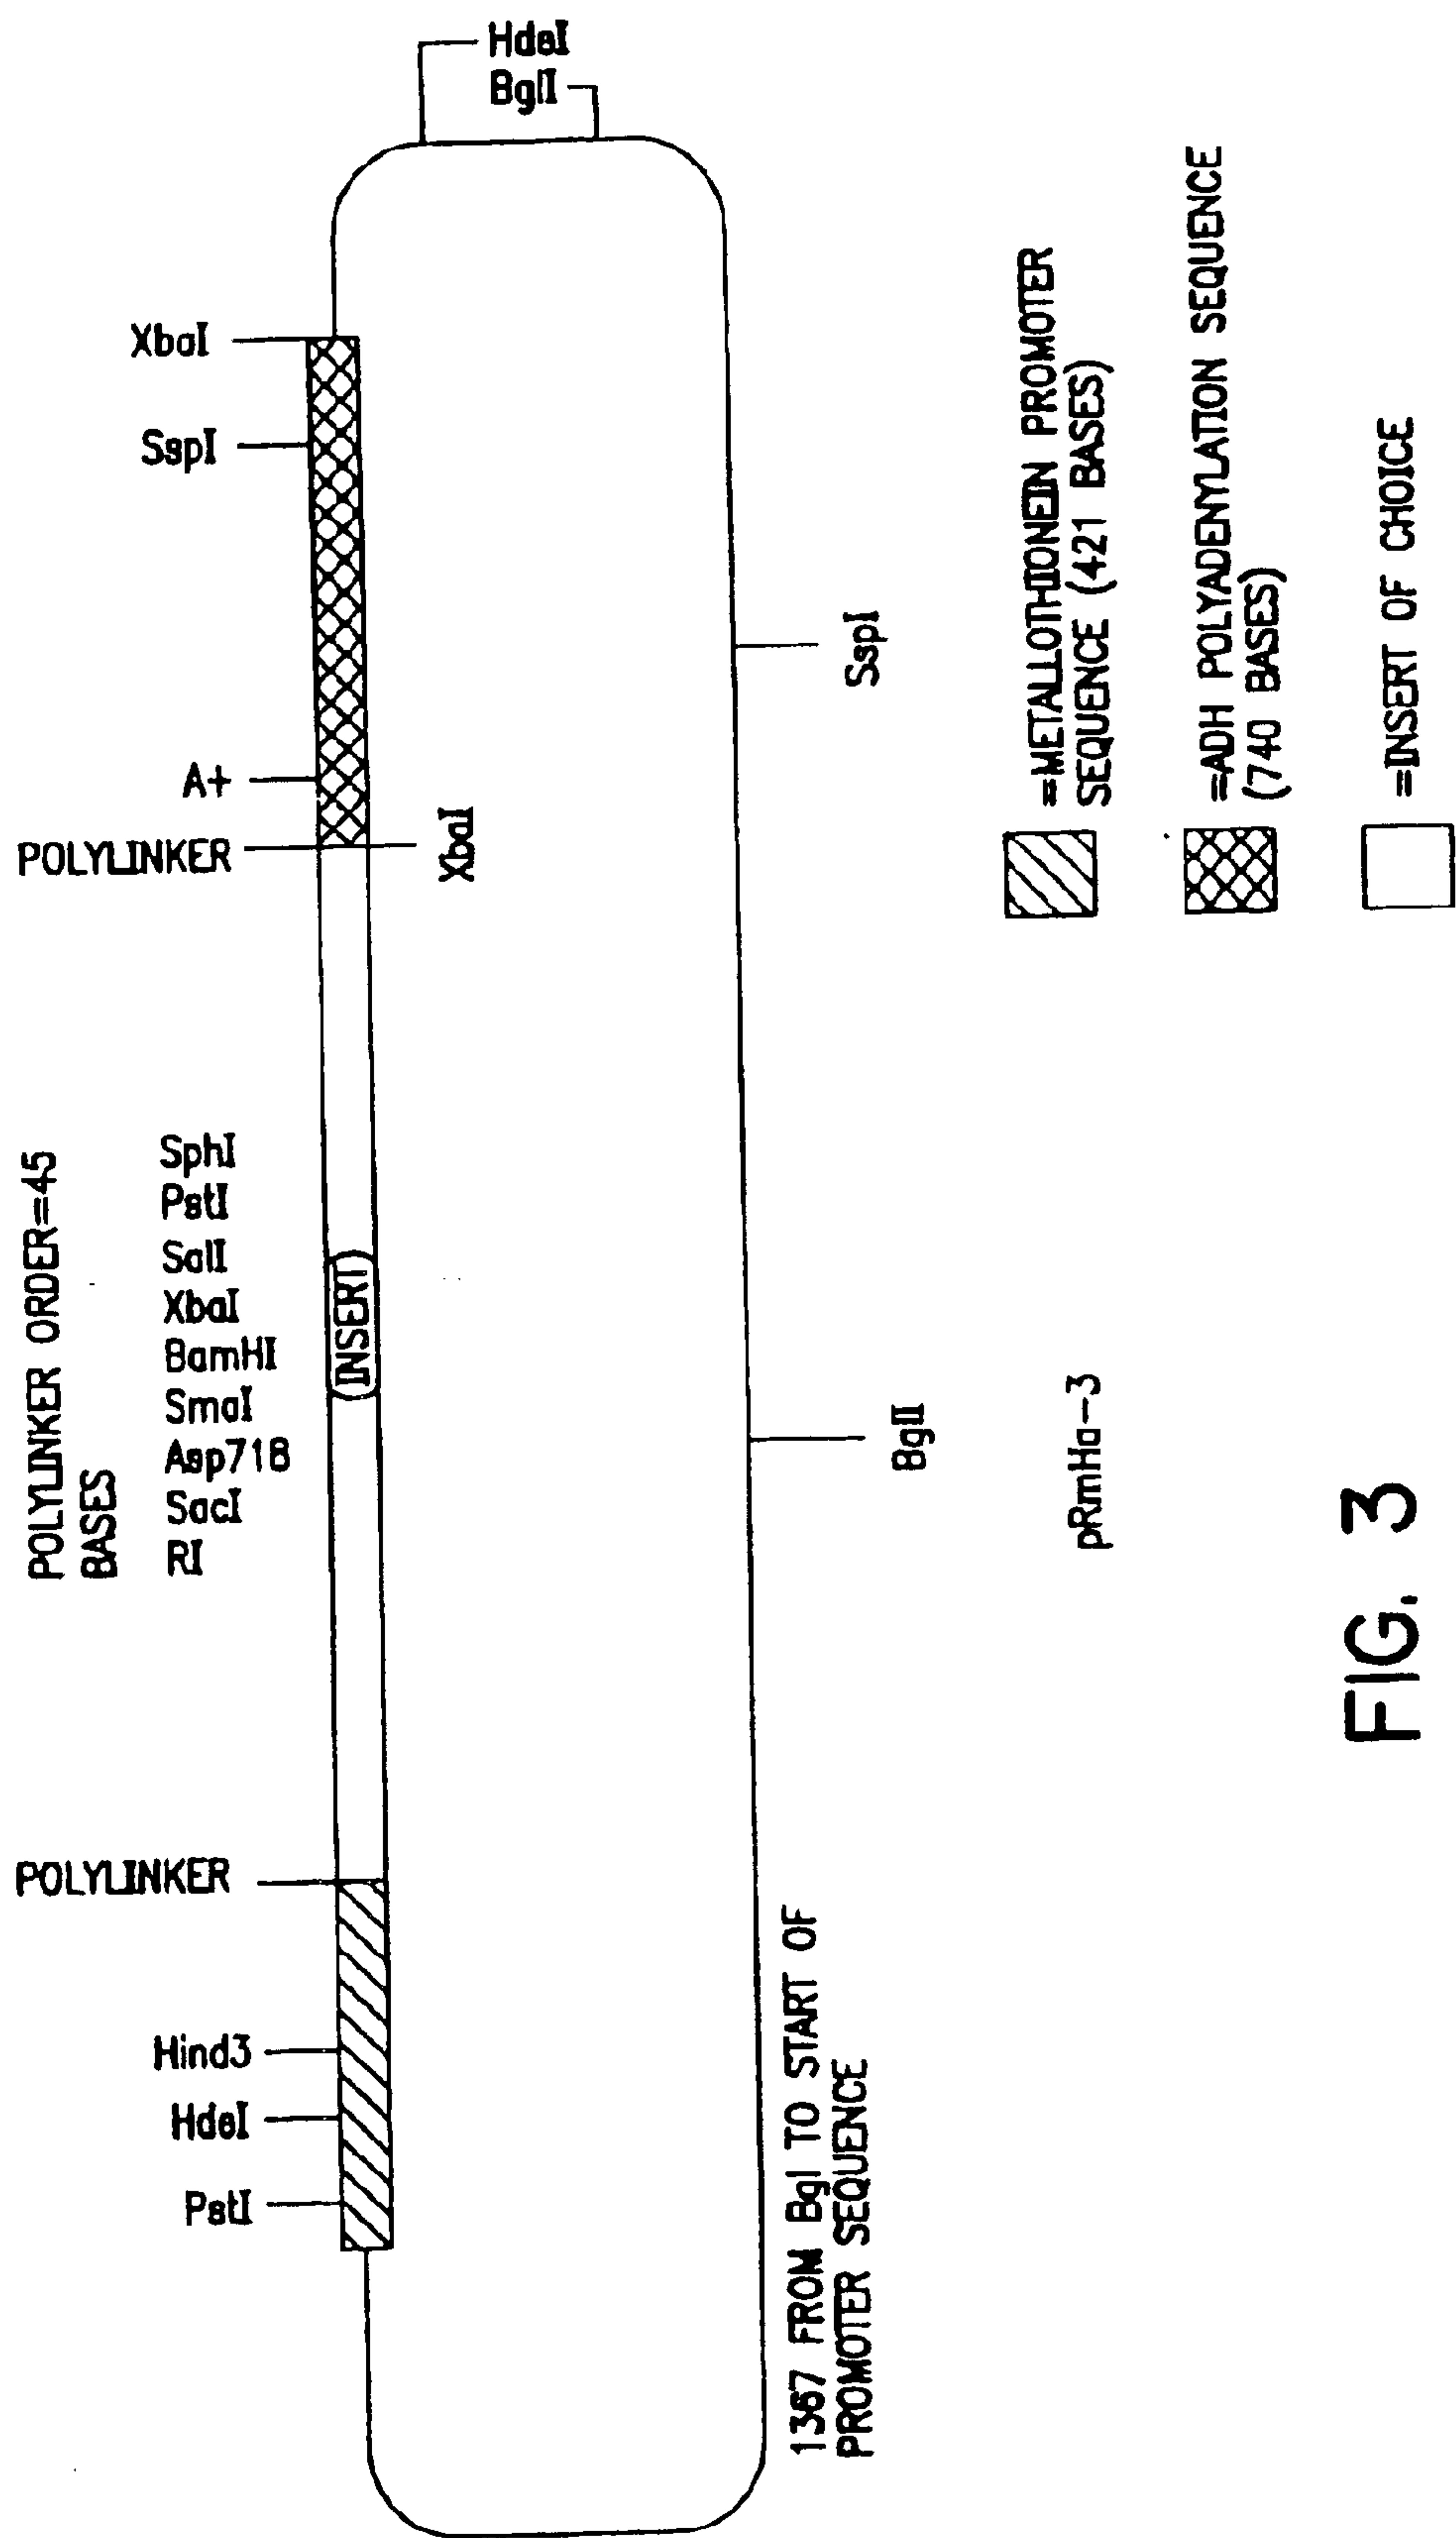 PstI
HdeI
Hind3
POLYLINKER
POLYLINKER ORDER=45
BASES
RI
SacI
Asp718
SmaI
BamHI
XbaI
SalI
PstI
SphI
POLYLINKER
A+
SspI
XbaI
INSERT
XbaI
HdeI
BglI
1367 FROM BglI TO START OF
PROMOTER SEQUENCE
BglII
SspI
pRmHa-3
=METALLOTHIONEIN PROMOTER
SEQUENCE (421 BASES)
=ADH POLYADENYLATION SEQUENCE
(740 BASES)
=INSERT OF CHOICE
FIG. 3